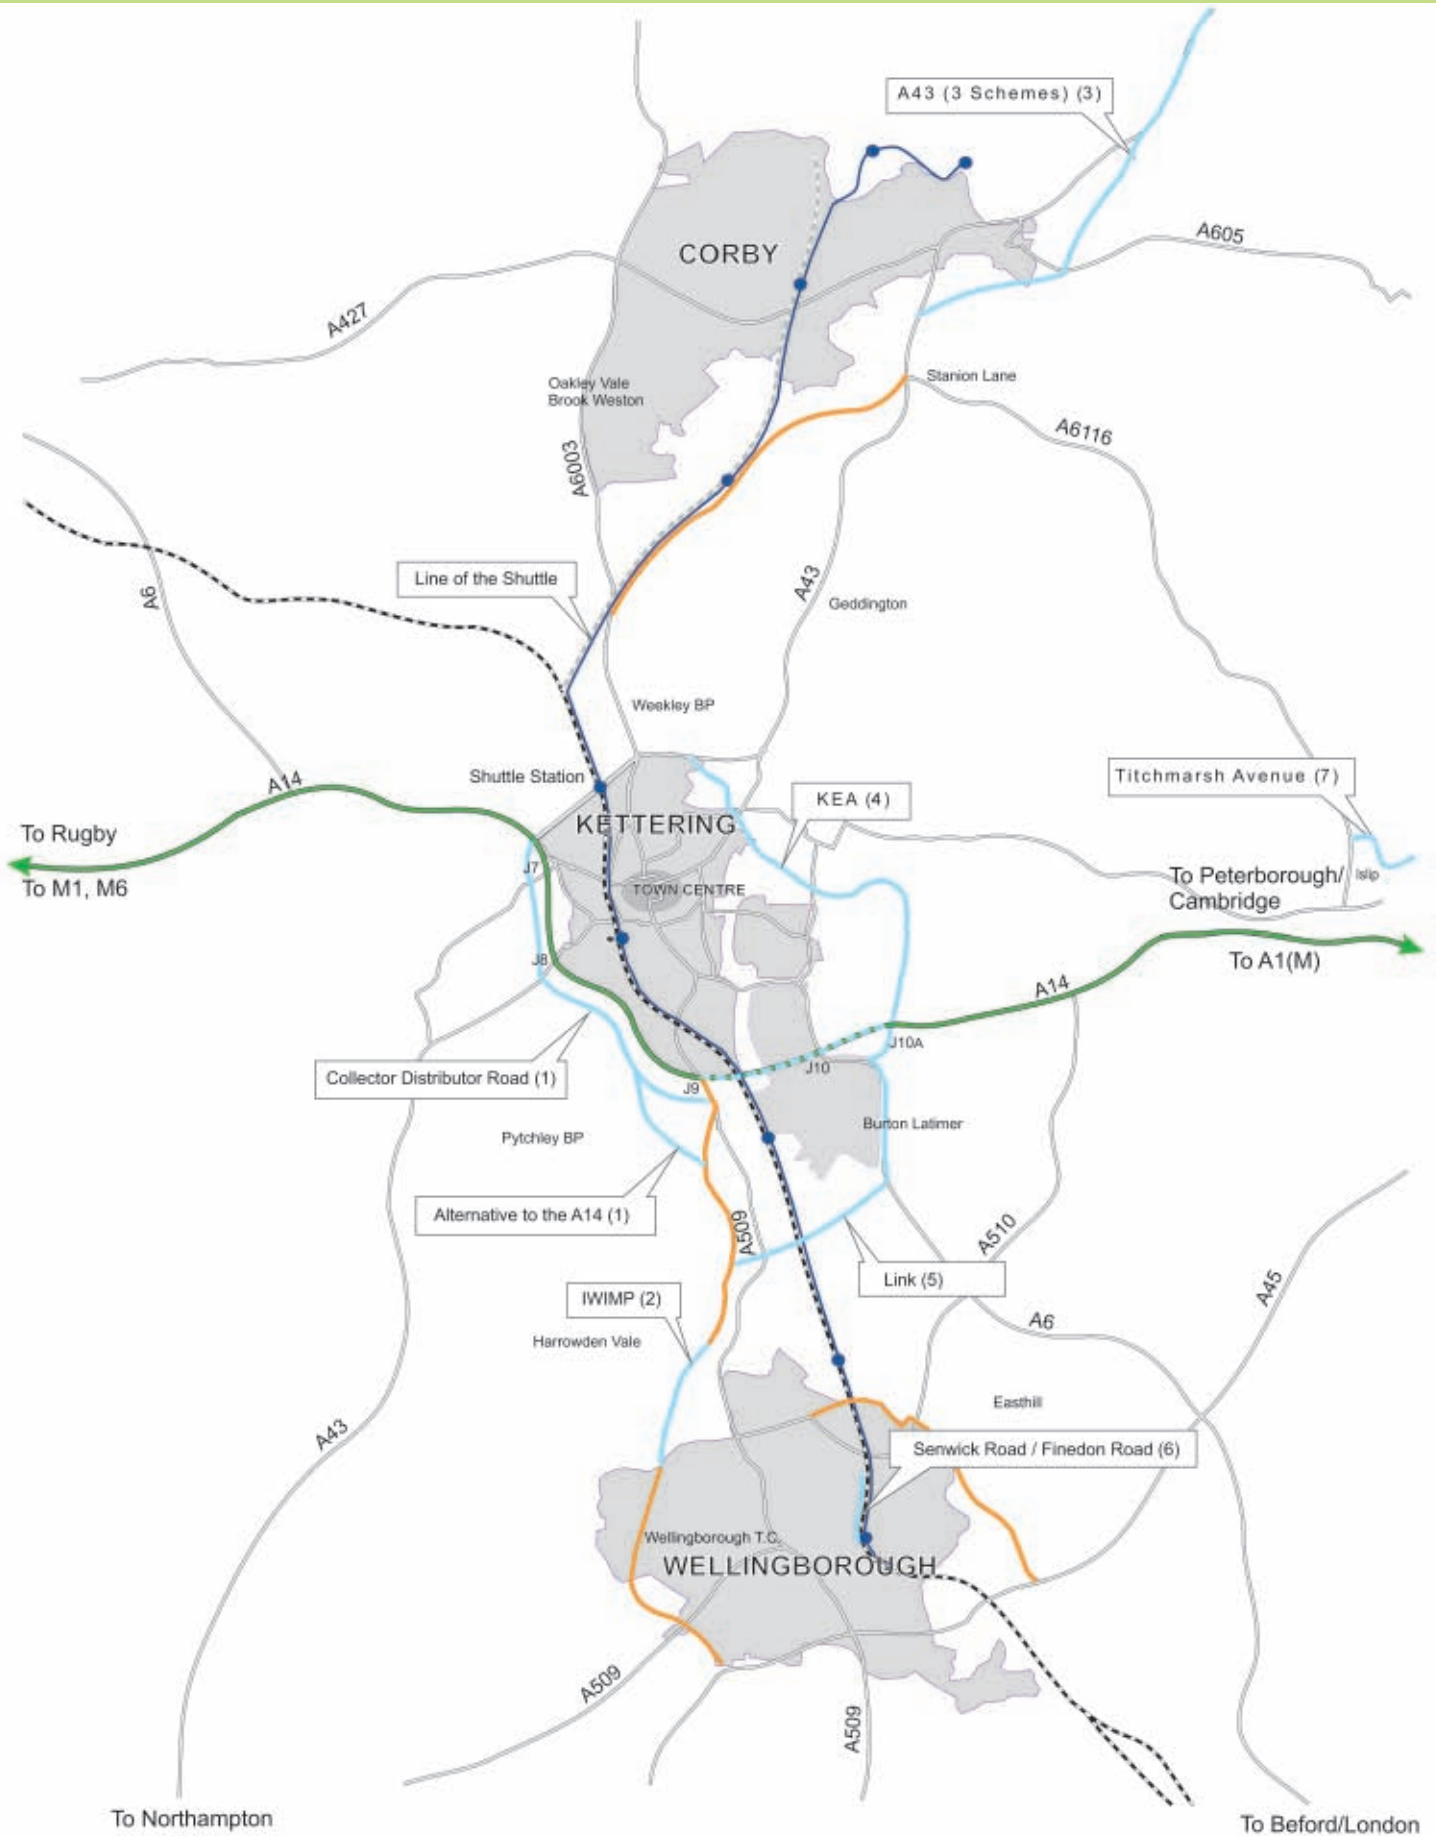 A43 (3 Schemes) (3)
A605
CORBY
A427
Stanion Lane
Oakley Vale
Brook Weston
A6116
A6003
Line of the Shuttle
A43
A6
Geddington
Weekley BP
Shuttle Station
Titchmarsh Avenue (7)
A14
KEA (4)
To Rugby
KETTERING
J7
To M1, M6
TOWN CENTRE
To Peterborough/
Cambridge
Islip
J8
To A1(M)
A14
J10A
J10
Collector Distributor Road (1)
J9
Burton Latimer
Pytchley BP
Alternative to the A14 (1)
A509
A510
Link (5)
A45
IWIMP (2)
A6
Harrowden Vale
Easthill
A43
Senwick Road / Finedon Road (6)
Wellingborough T.C.
WELLINGBOROUGH
A509
A509
To Northampton
To Beford/London